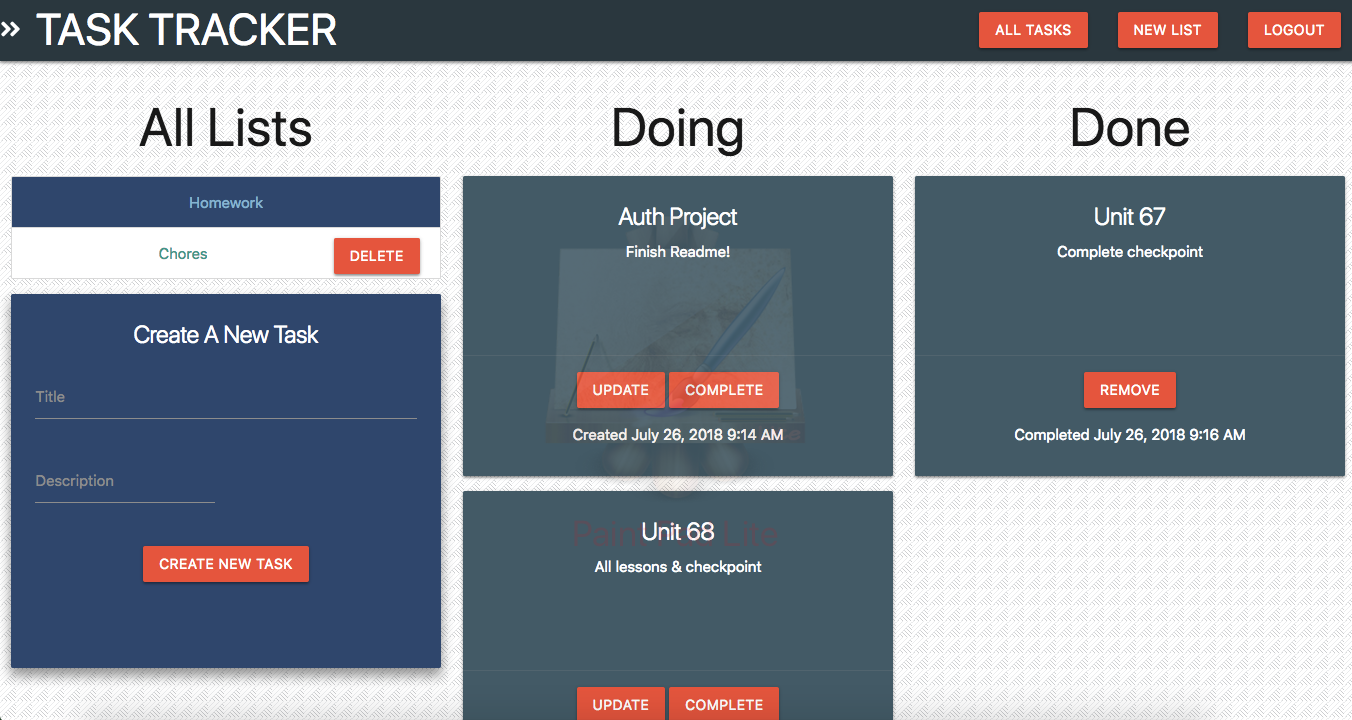 TASK TRACKER
ALL TASKS
NEW LIST
LOGOUT
All Lists
Homework
Chores
DELETE
Create A New Task
Title
Description
CREATE NEW TASK
Doing
Auth Project
Finish Readme!
UPDATE
COMPLETE
Created July 26, 2018 9:14 AM
Unit 68
All lessons & checkpoint
UPDATE
COMPLETE
Done
Unit 67
Complete checkpoint
REMOVE
Completed July 26, 2018 9:16 AM